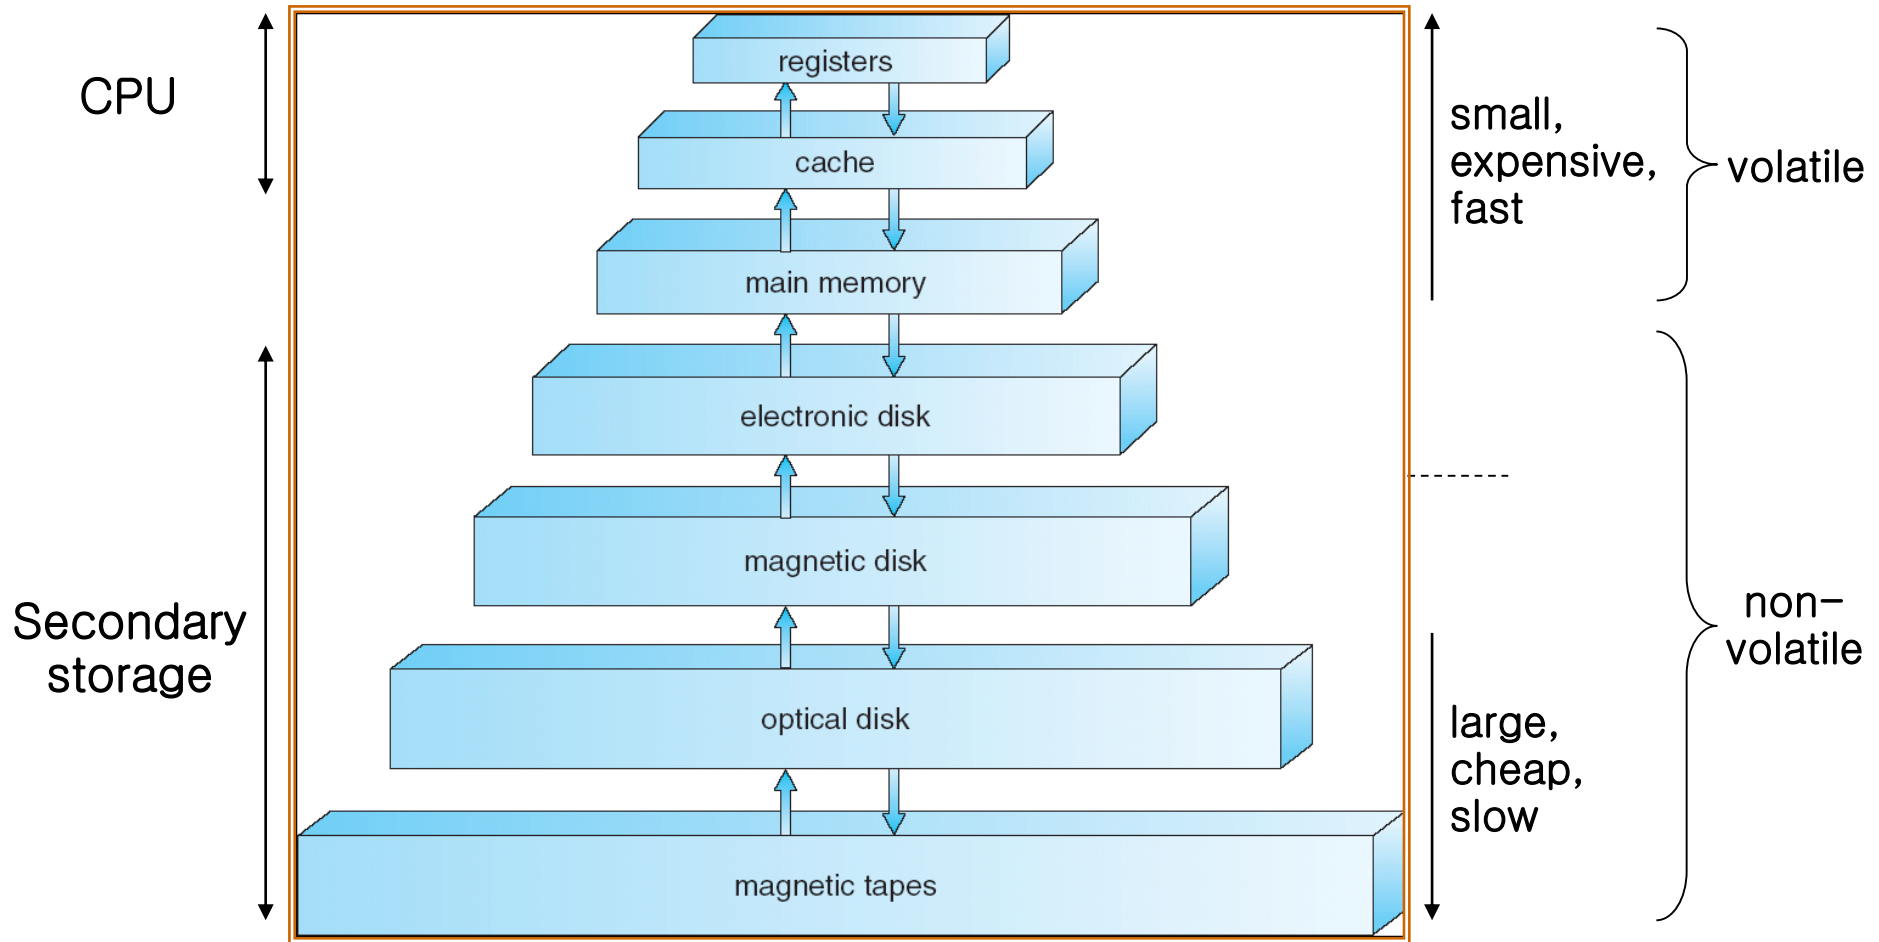 registers
CPU
cache
main memory
small,
expensive,
fast
volatile
electronic disk
magnetic disk
Secondary
storage
optical disk
magnetic tapes
non-
volatile
large,
cheap,
slow